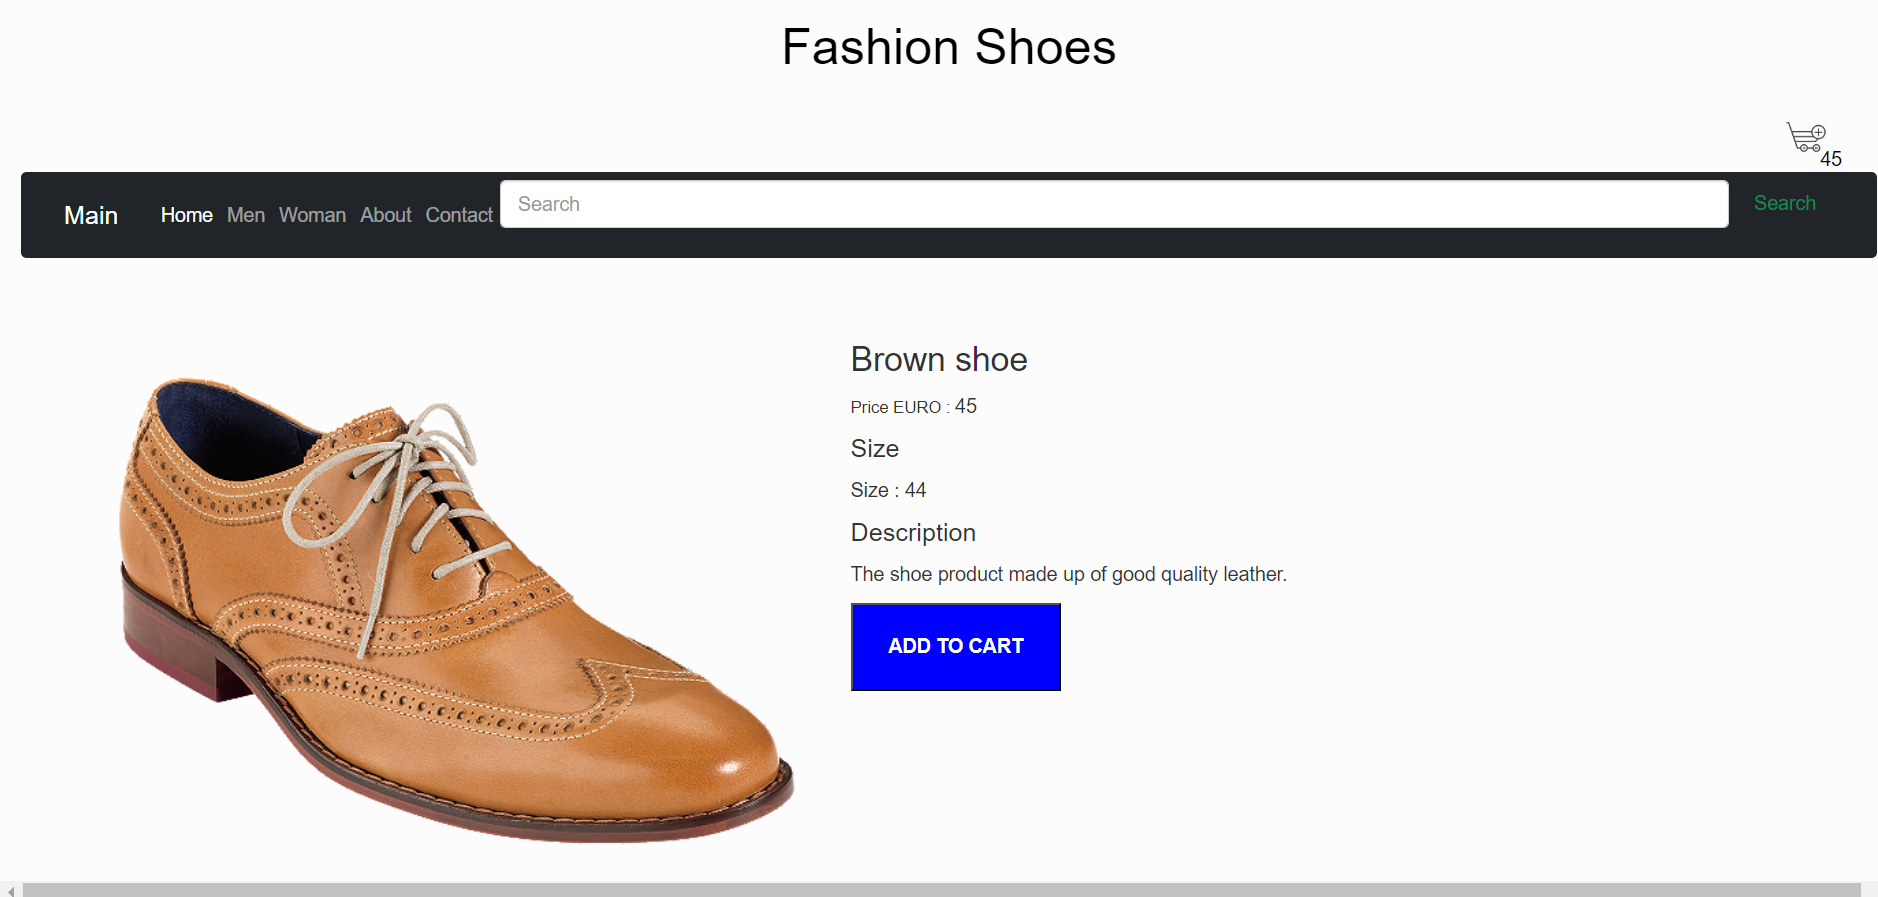 Fashion Shoes
45
Main Home Men Woman About Contact Search Search
Brown shoe
Price EURO : 45
Size
Size : 44
Description
The shoe product made up of good quality leather.
ADD TO CART